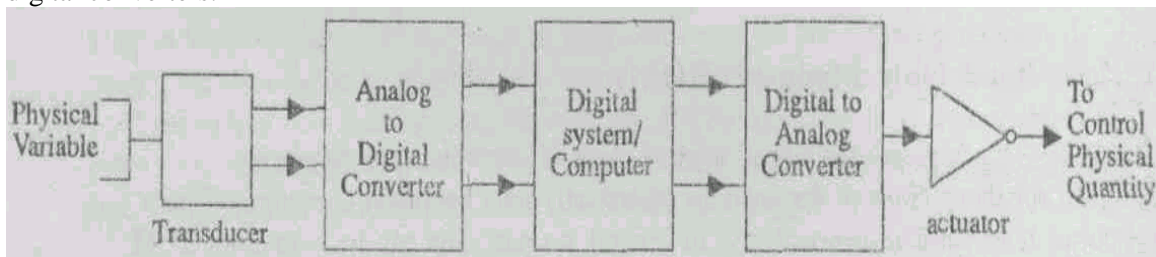 Physical
Variable
Transducer
Analog
to
Digital
Converter
Digital
system/
Computer
Digital to
Analog
Converter
actuator
To
Control
Physical
Quantity